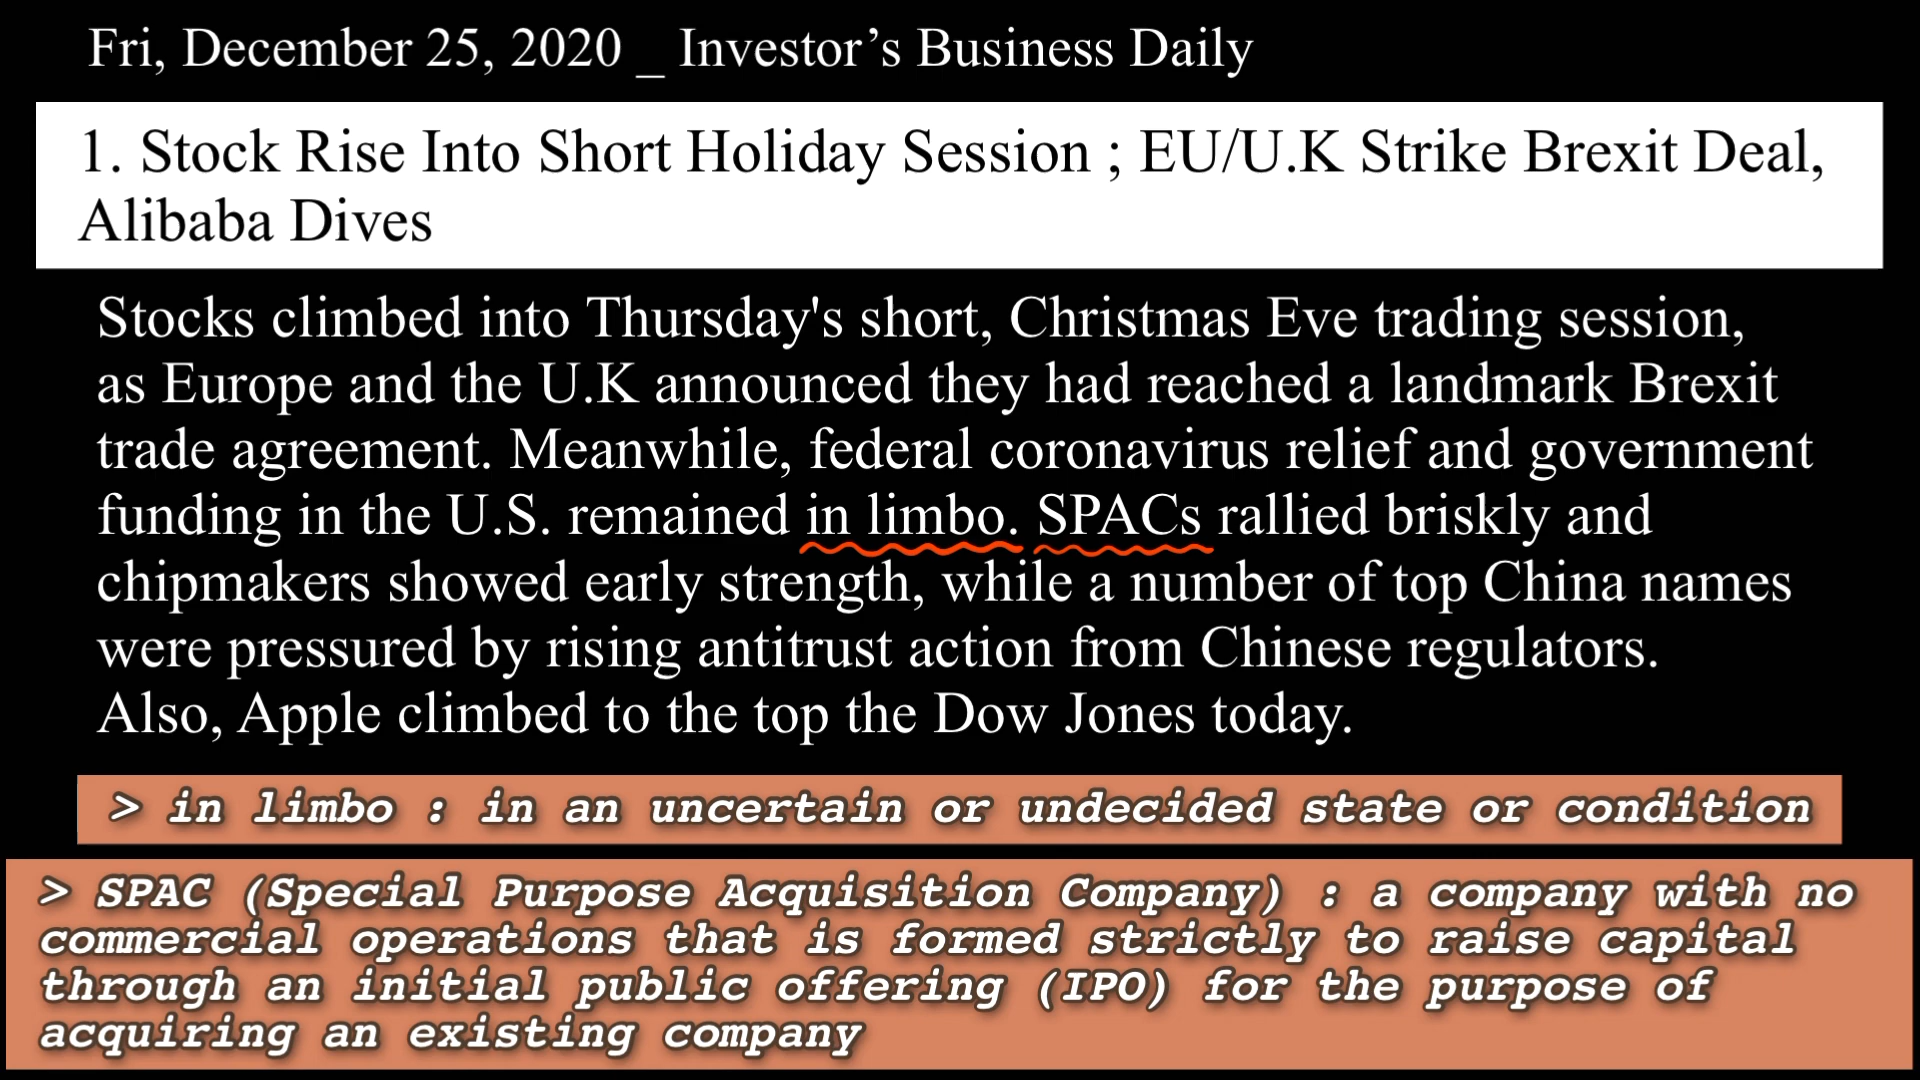 Fri, December 25, 2020 _ Investor’s Business Daily
1. Stock Rise Into Short Holiday Session ; EU/U.K Strike Brexit Deal,
Alibaba Dives
Stocks climbed into Thursday's short, Christmas Eve trading session,
as Europe and the U.K announced they had reached a landmark Brexit
trade agreement. Meanwhile, federal coronavirus relief and government
funding in the U.S. remained in limbo. SPACs rallied briskly and
chipmakers showed early strength, while a number of top China names
were pressured by rising antitrust action from Chinese regulators.
Also, Apple climbed to the top the Dow Jones today.
> in limbo : in an uncertain or undecided state or condition
> SPAC (Special Purpose Acquisition Company) : a company with no
commercial operations that is formed strictly to raise capital
through an initial public offering (IPO) for the purpose of
acquiring an existing company